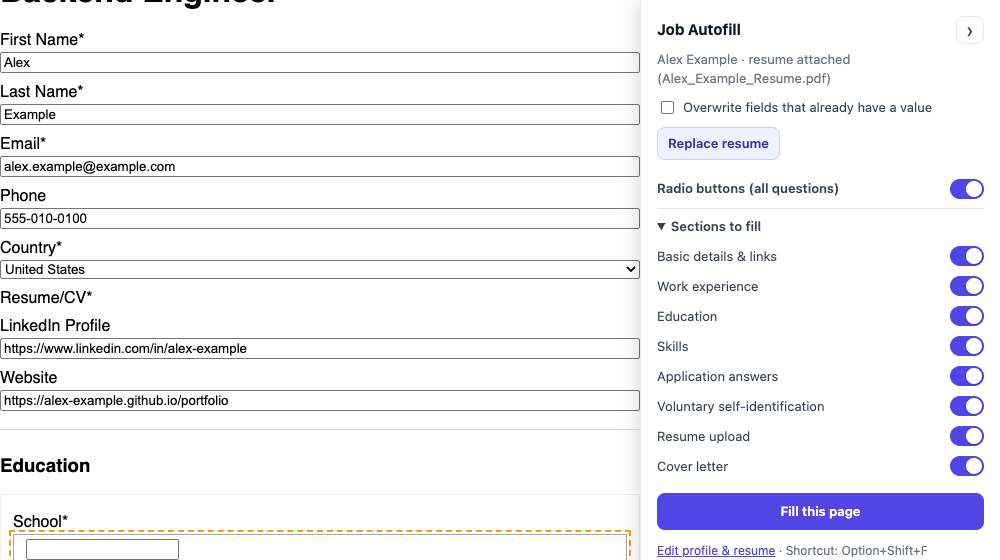 Backend Engineer
First Name*
Alex
Last Name*
Example
Email*
alex.example@example.com
Phone
555-010-0100
Country*
United States
Resume/CV*
LinkedIn Profile
https://www.linkedin.com/in/alex-example
Website
https://alex-example.github.io/portfolio
Education
School*
Job Autofill
Alex Example · resume attached
(Alex_Example_Resume.pdf)
Overwrite fields that already have a value
Replace resume
Radio buttons (all questions)
▼ Sections to fill
Basic details & links
Work experience
Education
Skills
Application answers
Voluntary self-identification
Resume upload
Cover letter
Fill this page
Edit profile & resume · Shortcut: Option+Shift+F